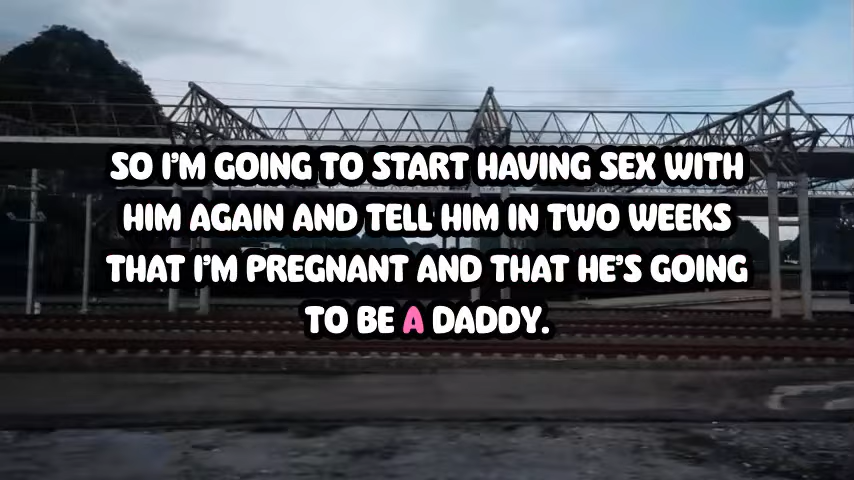 SO I'M GOING TO START HAVING SEX WITH
HIM AGAIN AND TELL HIM IN TWO WEEKS
THAT I'M PREGNANT AND THAT HE'S GOING
TO BE A DADDY.